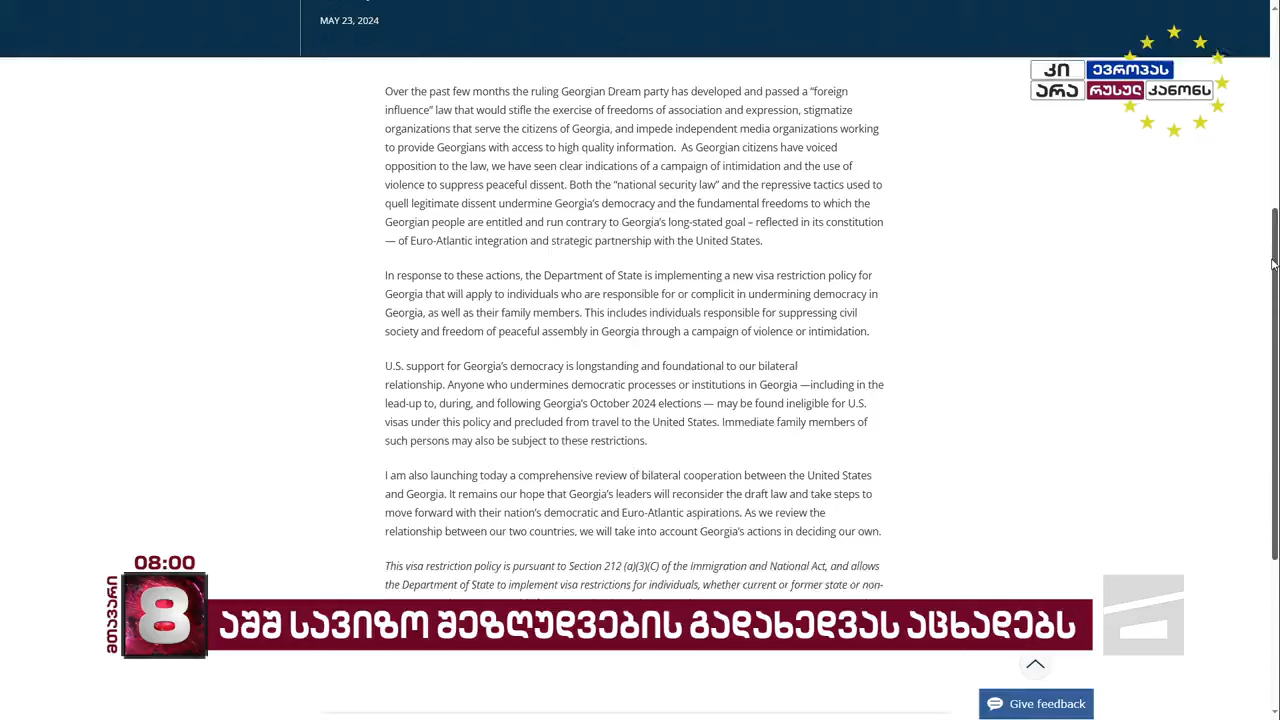 MAY 23, 2024
კი ევროპას
არა რუსულ კანონს
Over the past few months the ruling Georgian Dream party has developed and passed a “foreign
influence” law that would stifle the exercise of freedoms of association and expression, stigmatize
organizations that serve the citizens of Georgia, and impede independent media organizations working
to provide Georgians with access to high quality information.  As Georgian citizens have voiced
opposition to the law, we have seen clear indications of a campaign of intimidation and the use of
violence to suppress peaceful dissent. Both the “national security law” and the repressive tactics used to
quell legitimate dissent undermine Georgia’s democracy and the fundamental freedoms to which the
Georgian people are entitled and run contrary to Georgia’s long-stated goal – reflected in its constitution
— of Euro-Atlantic integration and strategic partnership with the United States.
In response to these actions, the Department of State is implementing a new visa restriction policy for
Georgia that will apply to individuals who are responsible for or complicit in undermining democracy in
Georgia, as well as their family members. This includes individuals responsible for suppressing civil
society and freedom of peaceful assembly in Georgia through a campaign of violence or intimidation.
U.S. support for Georgia’s democracy is longstanding and foundational to our bilateral
relationship. Anyone who undermines democratic processes or institutions in Georgia —including in the
lead-up to, during, and following Georgia’s October 2024 elections — may be found ineligible for U.S.
visas under this policy and precluded from travel to the United States. Immediate family members of
such persons may also be subject to these restrictions.
I am also launching today a comprehensive review of bilateral cooperation between the United States
and Georgia. It remains our hope that Georgia’s leaders will reconsider the draft law and take steps to
move forward with their nation’s democratic and Euro-Atlantic aspirations. As we review the
relationship between our two countries, we will take into account Georgia’s actions in deciding our own.
This visa restriction policy is pursuant to Section 212 (a)(3)(C) of the Immigration and National Act, and allows
the Department of State to implement visa restrictions for individuals, whether current or former state or non-
08:00
მთავარი
8
აშშ სავიზო შეზღუდვების გადახედვას აცხადებს
Give feedback